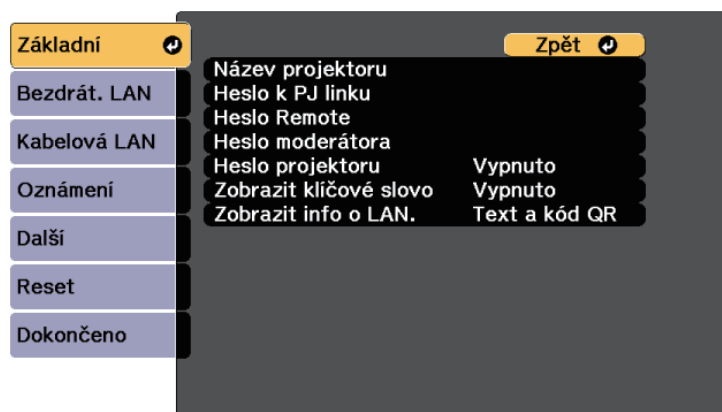 Základní
Bezdrát. LAN
Kabelová LAN
Oznámení
Další
Reset
Dokončeno
Zpět
Název projektoru
Heslo k PJ linku
Heslo Remote
Heslo moderátora
Heslo projektoru Vypnuto
Zobrazit klíčové slovo Vypnuto
Zobrazit info o LAN. Text a kód QR